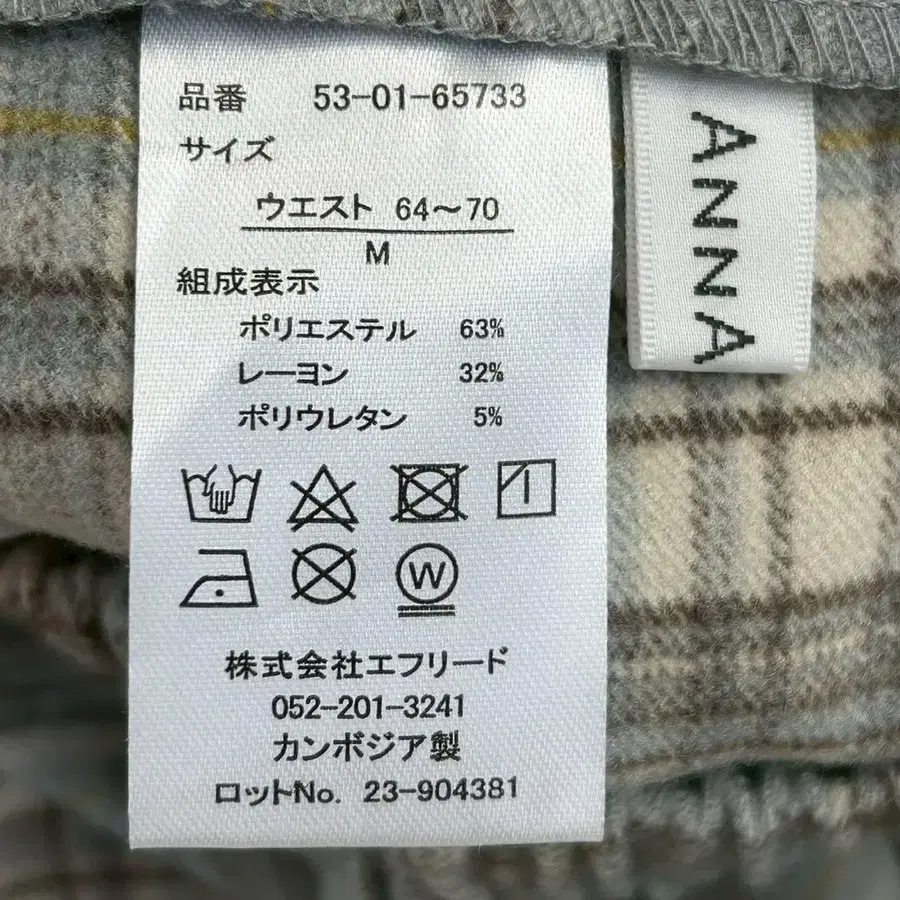 品番 53-01-65733
サイズ
ウエスト 64～70
M
組成表示
ポリエステル 63%
レーヨン 32%
ポリウレタン 5%
W
株式会社エフリード
052-201-3241
カンボジア製
ロットNo. 23-904381
ANNA